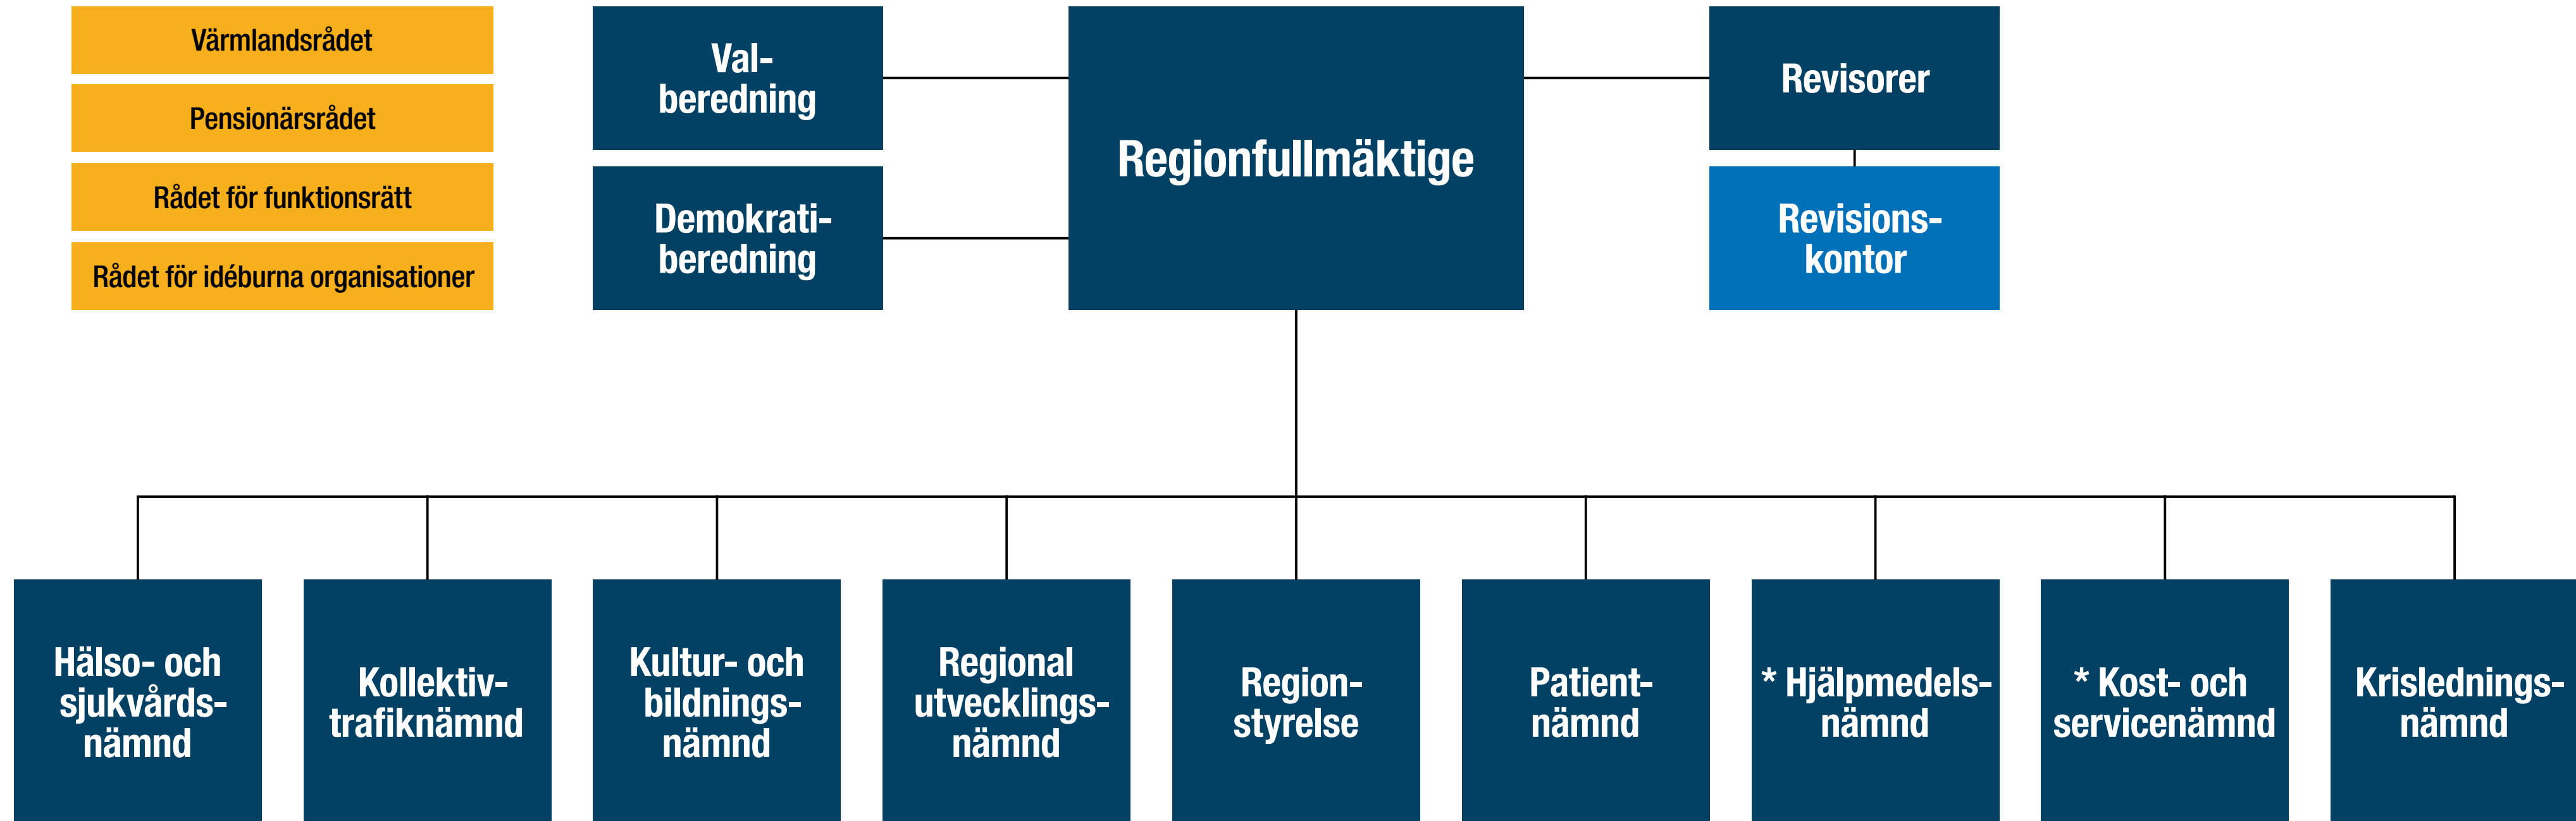 Värmlandsrådet
Pensionärsrådet
Rådet för funktionsrätt
Rådet för idéburna organisationer
Val-
beredning
Demokrati-
beredning
Regionfullmäktige
Revisorer
Revisions-
kontor
Hälso- och
sjukvårds-
nämnd
Kollektiv-
trafiknämnd
Kultur- och
bildnings-
nämnd
Regional
utvecklings-
nämnd
Region-
styrelse
Patient-
nämnd
* Hjälpmedels-
nämnd
* Kost- och
servicenämnd
Krislednings-
nämnd